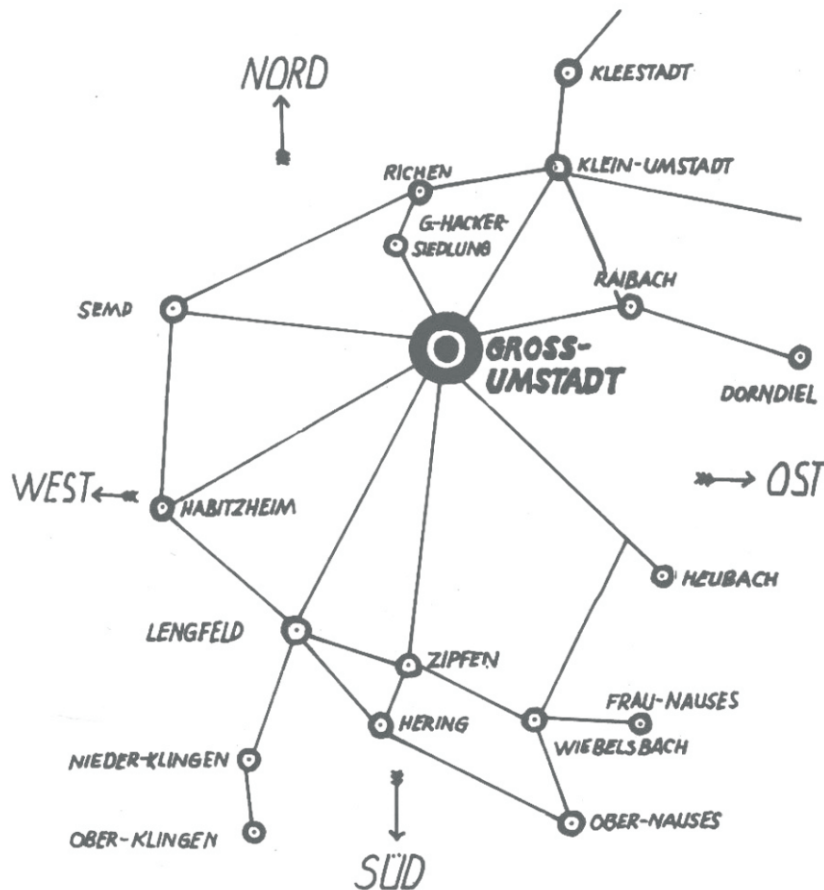 NORD
KLEESTADT
RICHEN
KLEIN-UMSTADT
G-HACKER-
SIEDLUNG
RAIBACH
SEMD
GROSS-
UMSTADT
DORNDIEL
WEST
OST
HABITZHEIM
HEUBACH
LENGFELD
ZIPFEN
FRAU-NAUSES
HERING
WIEBELSBACH
NIEDER-KLINGEN
OBER-KLINGEN
OBER-NAUSES
SÜD